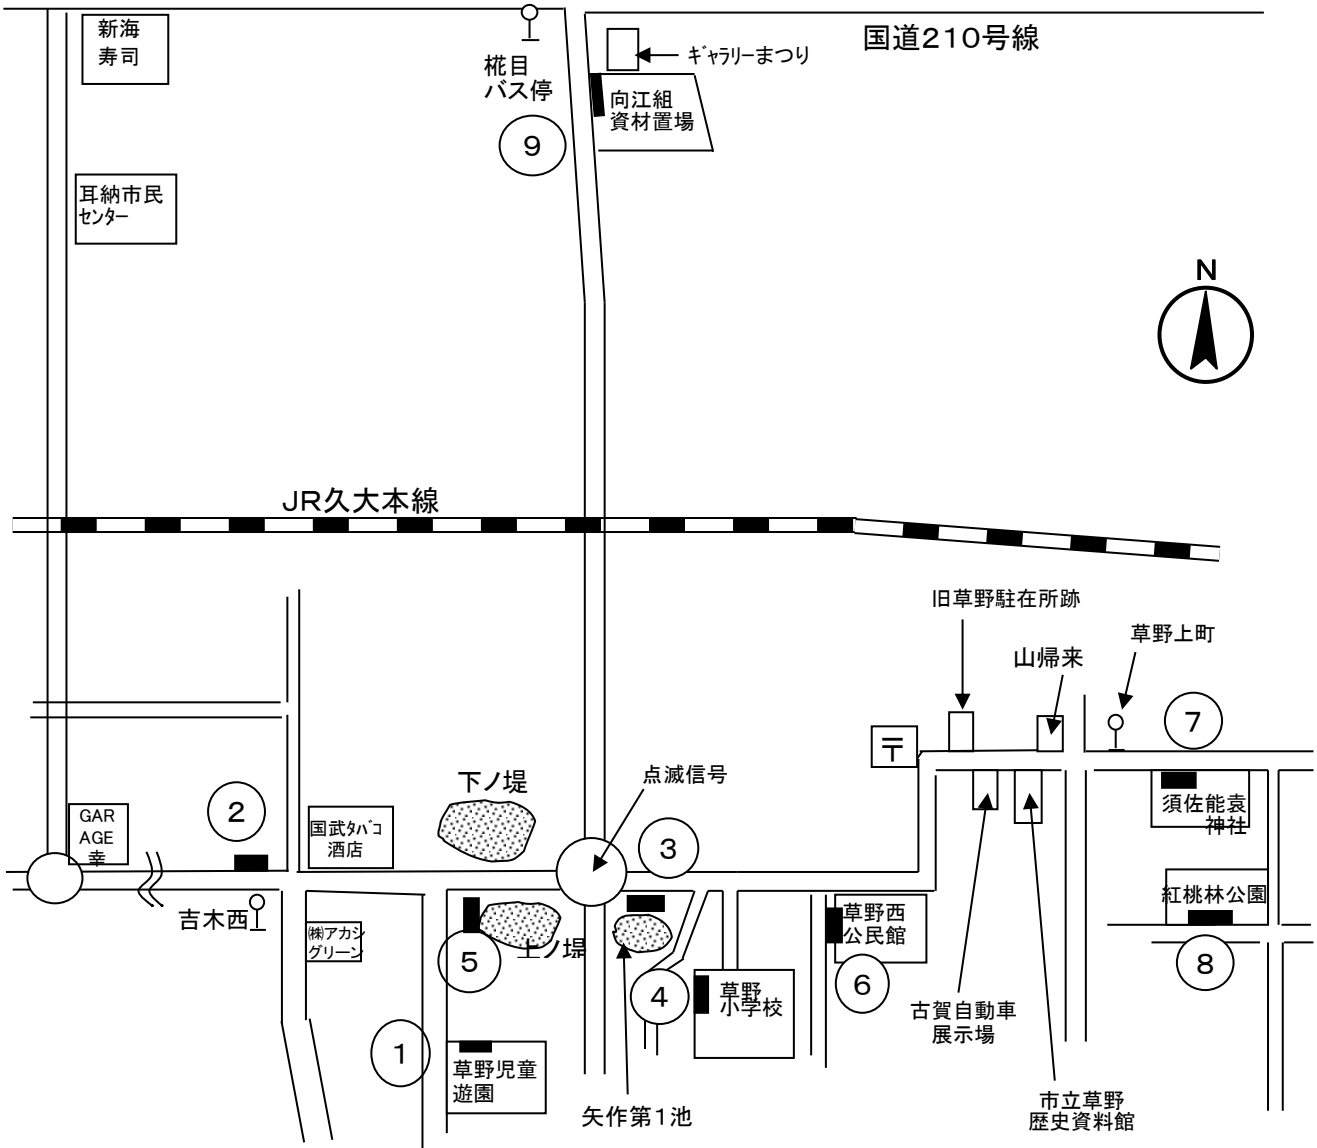 新海
寿司
椛目
バス停
ギャラリーまつり
国道210号線
向江組
資材置場
9
耳納市民
センター
N
JR久大本線
旧草野駐在所跡
山帰来
草野上町
7
〒
須佐能袁
神社
点滅信号
下ノ堤
GAR
AGE
幸
2
国武タバコ
酒店
3
紅桃林公園
吉木西
㈱アカシ
グリーン
5
上ノ堤
草野西
公民館
8
4
草野
小学校
6
古賀自動車
展示場
1
草野児童
遊園
矢作第1池
市立草野
歴史資料館